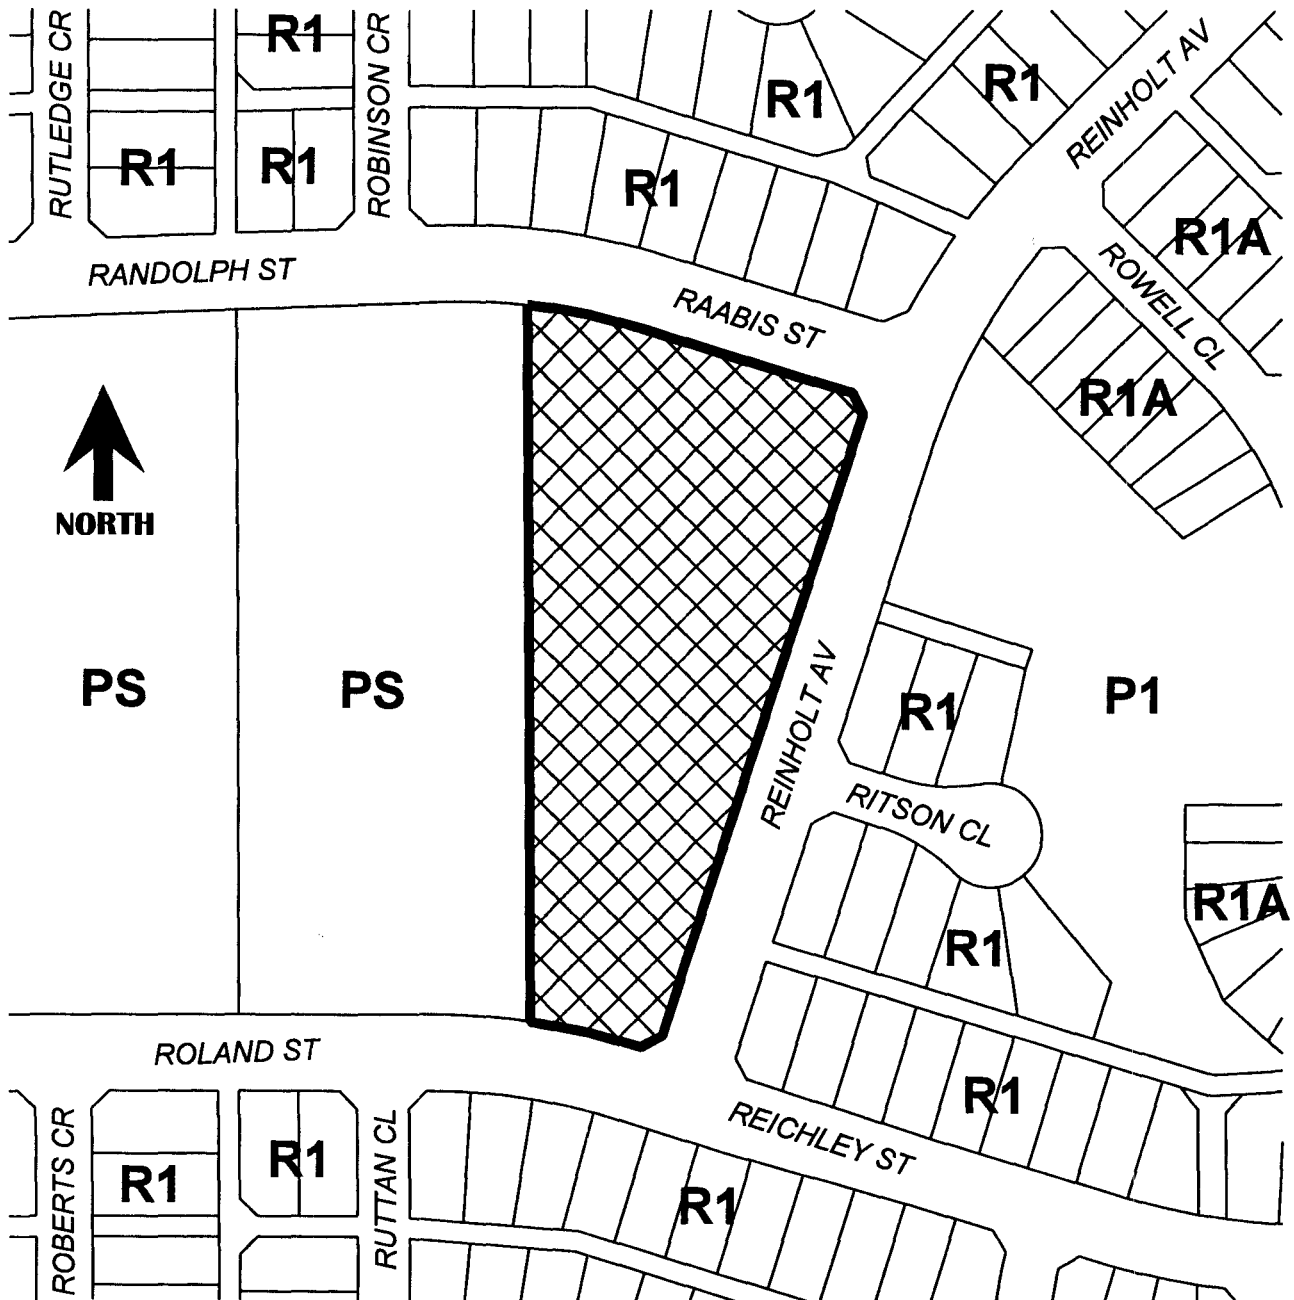 RUTLEDGE CR
R1
ROBINSON CR
R1
R1
REINHOLT AV
R1
R1
R1
R1A
RANDOLPH ST
RAABIS ST
ROWELL CL
R1A
NORTH
PS
PS
REINHOLT AV
R1
P1
RITSON CL
R1A
R1
ROLAND ST
R1
REICHLEY ST
ROBERTS CR
R1
R1
RUTTAN CL
R1